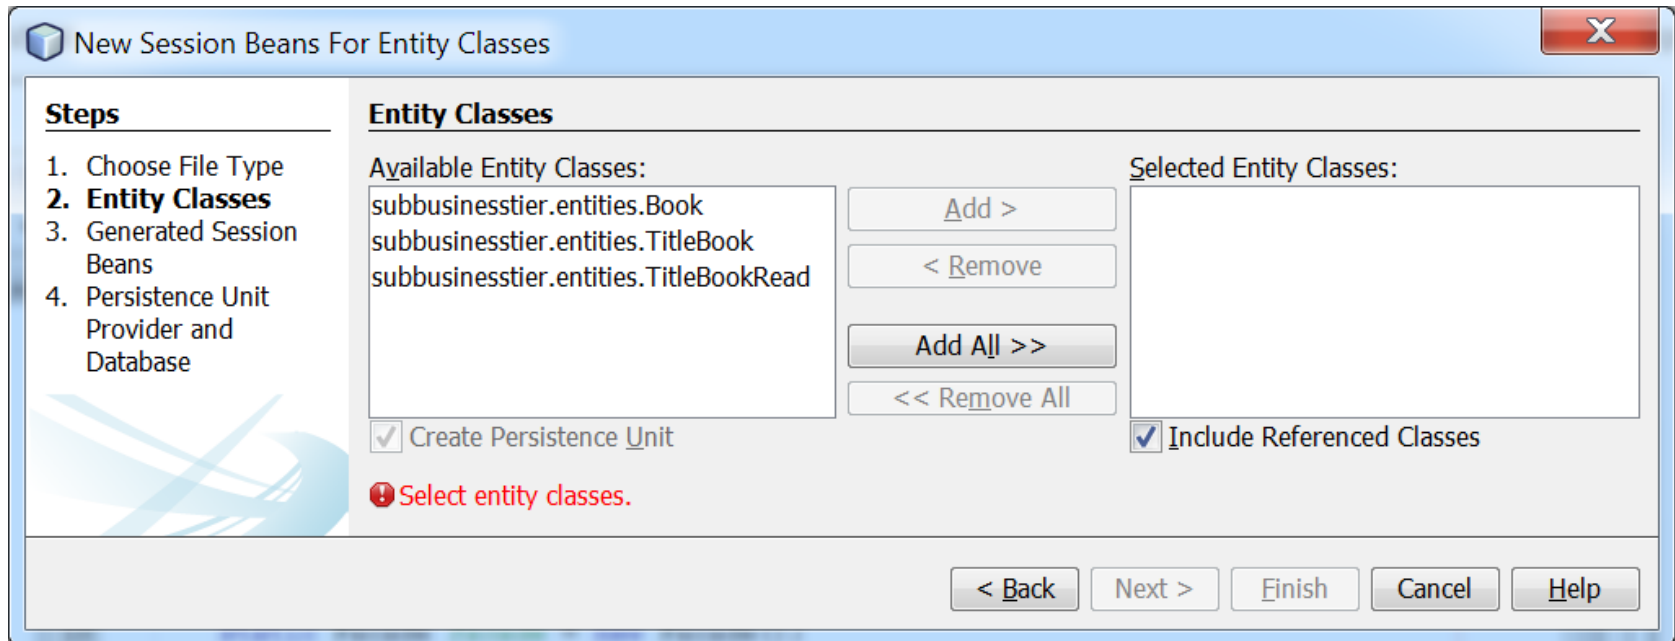 New Session Beans For Entity Classes
Steps
1. Choose File Type
2. Entity Classes
3. Generated Session
Beans
4. Persistence Unit
Provider and
Database
Entity Classes
Available Entity Classes:
subbusinesstier.entities.Book
subbusinesstier.entities.TitleBook
subbusinesstier.entities.TitleBookRead
Add >
< Remove
Add All >>
<< Remove All
Selected Entity Classes:
Create Persistence Unit
Include Referenced Classes
Select entity classes.
< Back
Next >
Finish
Cancel
Help